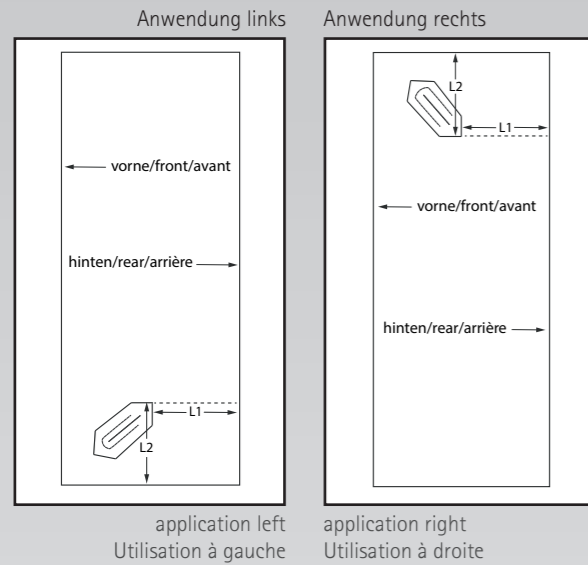 Anwendung links
vorne/front/avant
hinten/rear/arrière
L1
L2
application left
Utilisation à gauche
Anwendung rechts
L2
L1
vorne/front/avant
hinten/rear/arrière
application right
Utilisation à droite